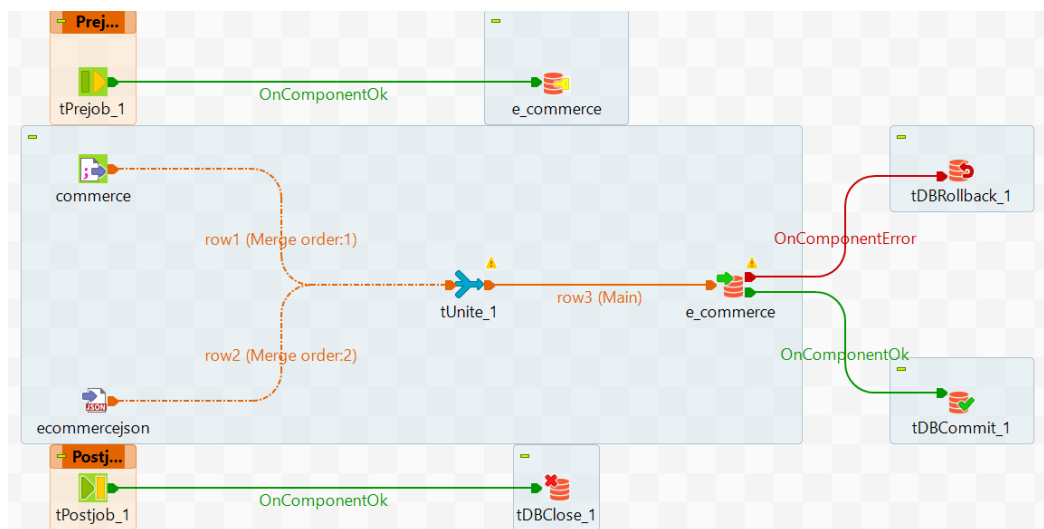 Prej...
tPrejob_1
OnComponentOk
e_commerce
commerce
row1 (Merge order:1)
tUnite_1
row3 (Main)
e_commerce
OnComponentError
tDBRollback_1
row2 (Merge order:2)
OnComponentOk
JSON
ecommercejson
tDBCommit_1
Postj...
tPostjob_1
OnComponentOk
tDBClose_1